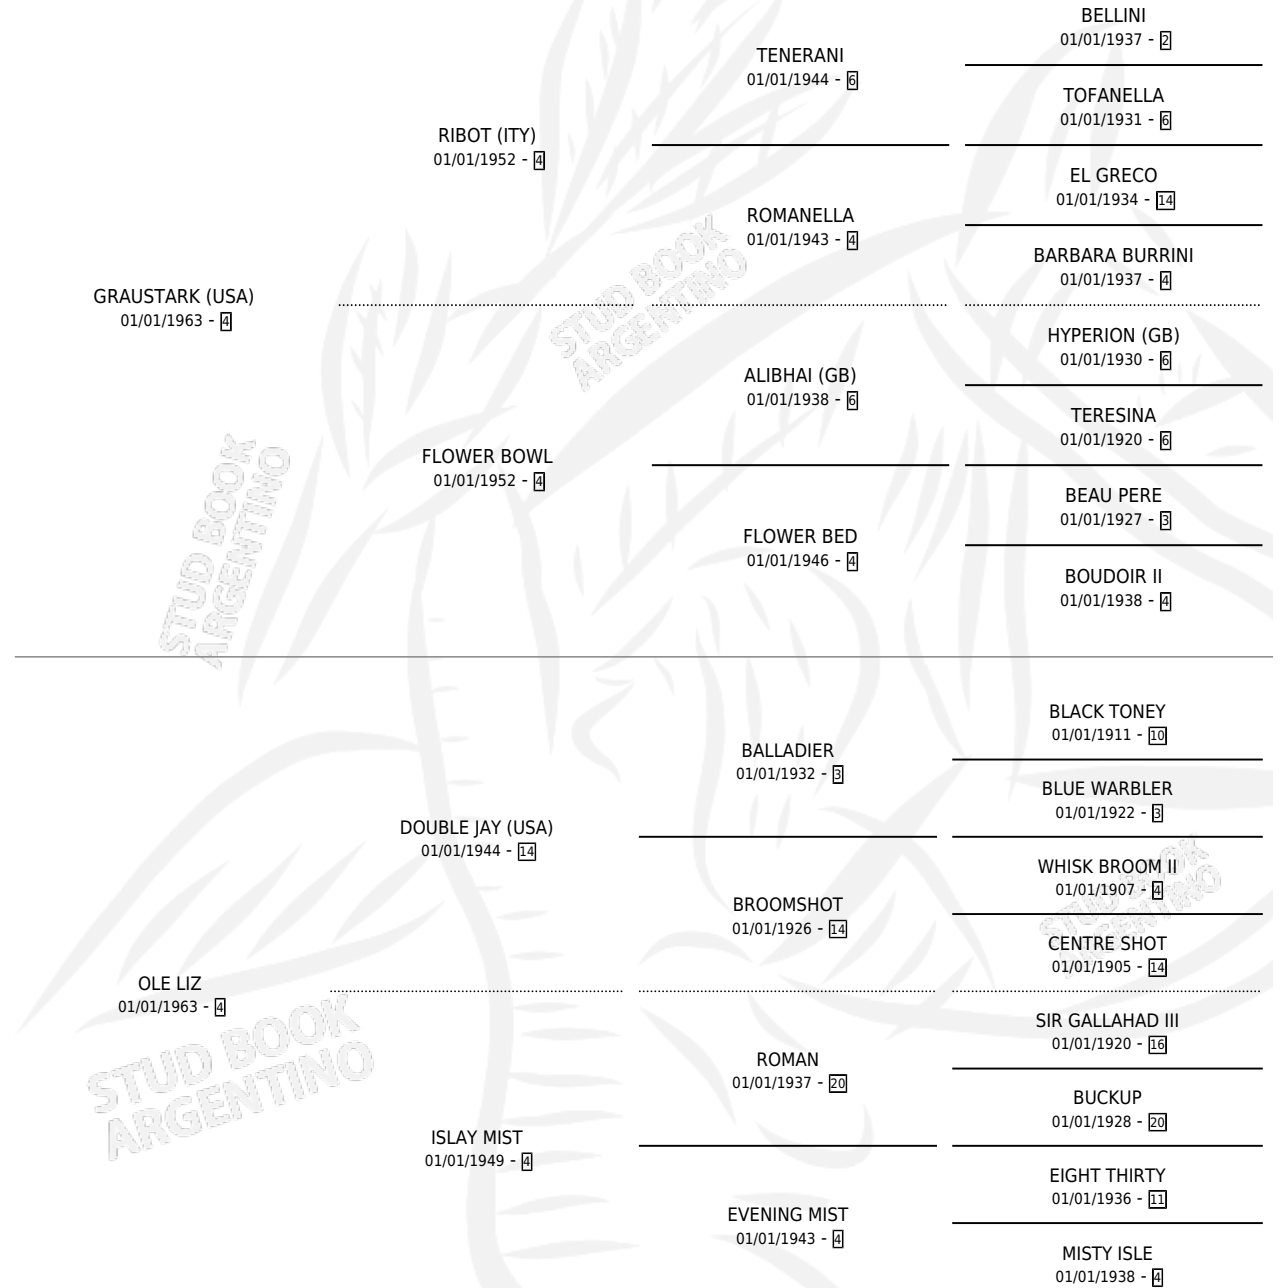 BELLINI
01/01/1937 - 2
TENERANI
01/01/1944 - 6
TOFANELLA
01/01/1931 - 6
RIBOT (ITY)
01/01/1952 - 4
EL GRECO
01/01/1934 - 14
ROMANELLA
01/01/1943 - 4
BARBARA BURRINI
01/01/1937 - 4
GRAUSTARK (USA)
01/01/1963 - 4
HYPERION (GB)
01/01/1930 - 6
ALIBHAI (GB)
01/01/1938 - 6
TERESINA
01/01/1920 - 6
FLOWER BOWL
01/01/1952 - 4
BEAU PERE
01/01/1927 - 3
FLOWER BED
01/01/1946 - 4
BOUDOIR II
01/01/1938 - 4
STUD BOOK
ARGENTINO
STUD BOOK
ARGENTINO
BLACK TONEY
01/01/1911 - 10
BALLADIER
01/01/1932 - 3
BLUE WARBLER
01/01/1922 - 3
DOUBLE JAY (USA)
01/01/1944 - 14
WHISK BROOM II
01/01/1907 - 4
BROOMSHOT
01/01/1926 - 14
CENTRE SHOT
01/01/1905 - 14
STUD BOOK
ARGENTINO
OLE LIZ
01/01/1963 - 4
SIR GALLAHAD III
01/01/1920 - 16
ROMAN
01/01/1937 - 20
BUCKUP
01/01/1928 - 20
ISLAY MIST
01/01/1949 - 4
EIGHT THIRTY
01/01/1936 - 11
EVENING MIST
01/01/1943 - 4
MISTY ISLE
01/01/1938 - 4
STUD BOOK
ARGENTINO